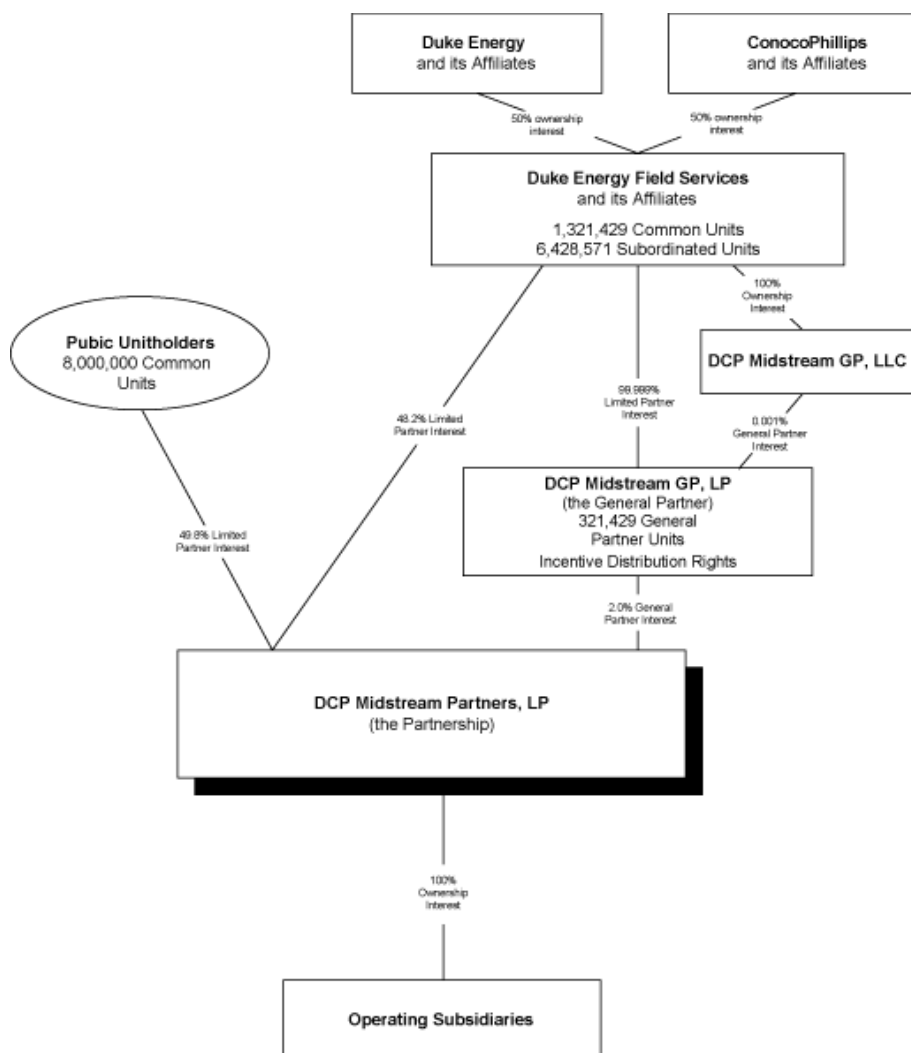 Duke Energy
and its Affiliates
ConocoPhillips
and its Affiliates
50% ownership
interest
50% ownership
interest
Duke Energy Field Services
and its Affiliates
1,321,429 Common Units
6,428,571 Subordinated Units
100%
Ownership
Interest
Pubic Unitholders
8,000,000 Common
Units
DCP Midstream GP, LLC
99.999%
Limited Partner
Interest
48.2% Limited
Partner Interest
0.001%
General Partner
Interest
DCP Midstream GP, LP
(the General Partner)
321,429 General
Partner Units
Incentive Distribution Rights
49.8% Limited
Partner Interest
2.0% General
Partner Interest
DCP Midstream Partners, LP
(the Partnership)
100%
Ownership
Interest
Operating Subsidiaries